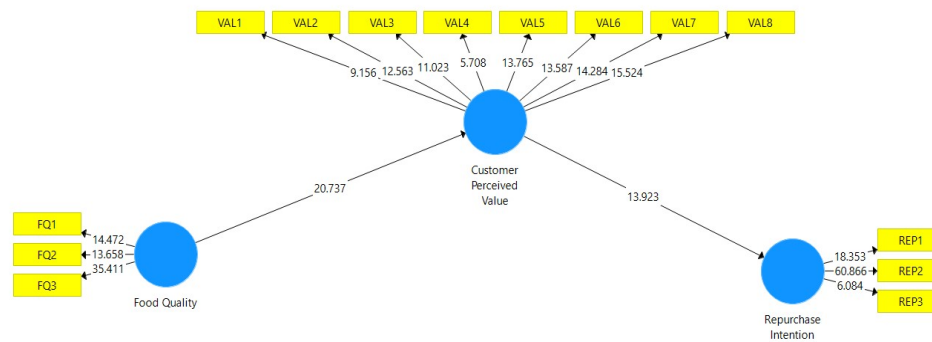 VAL1 VAL2 VAL3 VAL4 VAL5 VAL6 VAL7 VAL8
9.156 12.563 11.023 5.708 13.765 13.587 14.284 15.524
Customer
Perceived
Value
20.737
13.923
FQ1
14.472
FQ2
13.658
FQ3
35.411
Food Quality
REP1
18.353
REP2
60.866
REP3
6.084
Repurchase
Intention